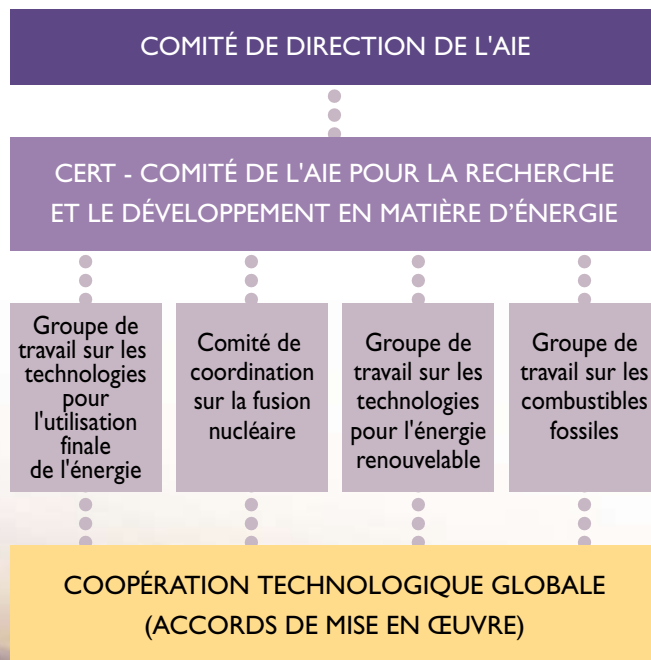 COMITÉ DE DIRECTION DE L'AIE
CERT - COMITÉ DE L'AIE POUR LA RECHERCHE
ET LE DÉVELOPPEMENT EN MATIÈRE D’ÉNERGIE
Groupe de
travail sur les
technologies
pour
l'utilisation
finale
de l'énergie
Comité de
coordination
sur la fusion
nucléaire
Groupe de
travail sur les
technologies
pour l'énergie
renouvelable
Groupe de
travail sur les
combustibles
fossiles
COOPÉRATION TECHNOLOGIQUE GLOBALE
(ACCORDS DE MISE EN ŒUVRE)